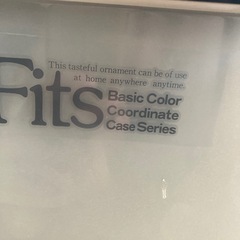 This tasteful ornament can be of use
at home anywhere anytime.
Fits
Basic Color
Coordinate
Case Series